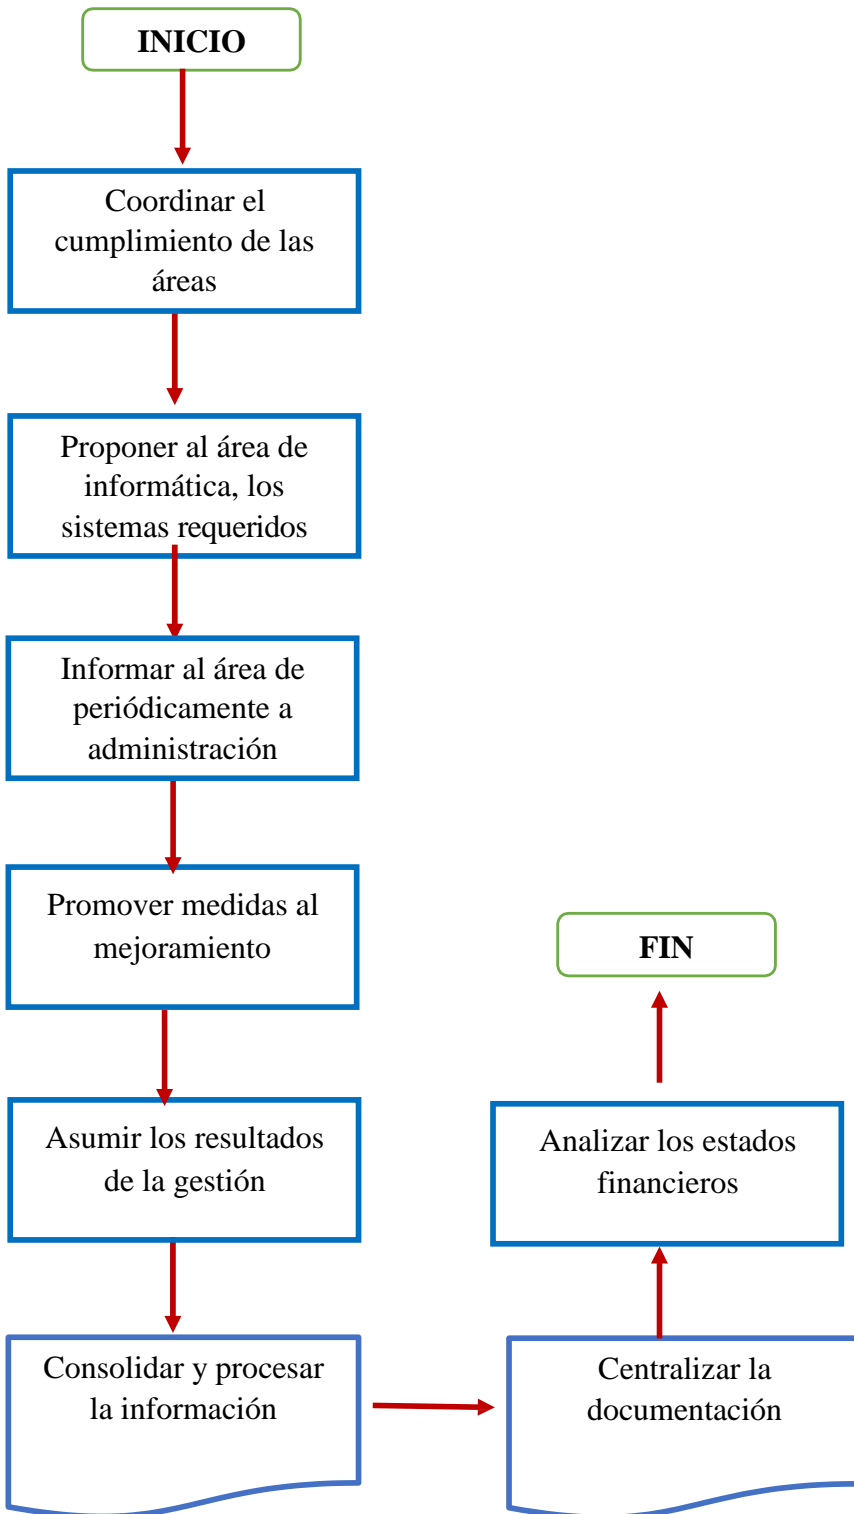 INICIO
Coordinar el
cumplimiento de las
áreas
Proponer al área de
informática, los
sistemas requeridos
Informar al área de
periódicamente a
administración
Promover medidas al
mejoramiento
Asumir los resultados
de la gestión
Consolidar y procesar
la información
Centralizar la
documentación
Analizar los estados
financieros
FIN